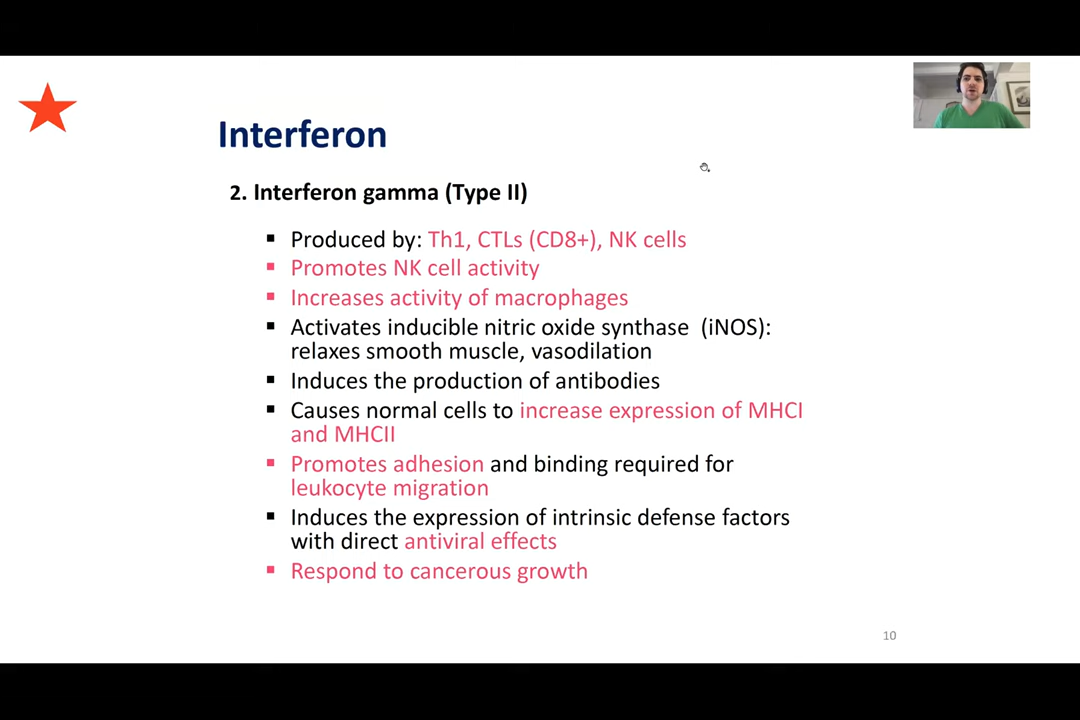 Interferon
2. Interferon gamma (Type II)
▪ Produced by: Th1, CTLs (CD8+), NK cells
▪ Promotes NK cell activity
▪ Increases activity of macrophages
▪ Activates inducible nitric oxide synthase (iNOS):
relaxes smooth muscle, vasodilation
▪ Induces the production of antibodies
▪ Causes normal cells to increase expression of MHCI
and MHCII
▪ Promotes adhesion and binding required for
leukocyte migration
▪ Induces the expression of intrinsic defense factors
with direct antiviral effects
▪ Respond to cancerous growth
10